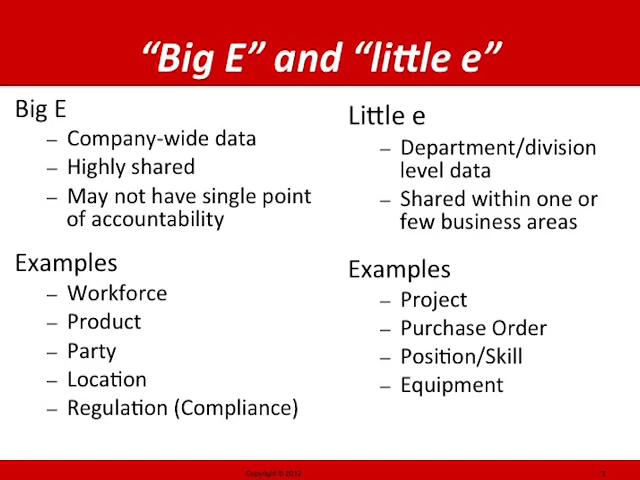 “Big E” and “little e”
Big E
– Company-wide data
– Highly shared
– May not have single point
of accountability
Examples
– Workforce
– Product
– Party
– Location
– Regulation (Compliance)
Little e
– Department/division
level data
– Shared within one or
few business areas
Examples
– Project
– Purchase Order
– Position/Skill
– Equipment
Copyright © 2012